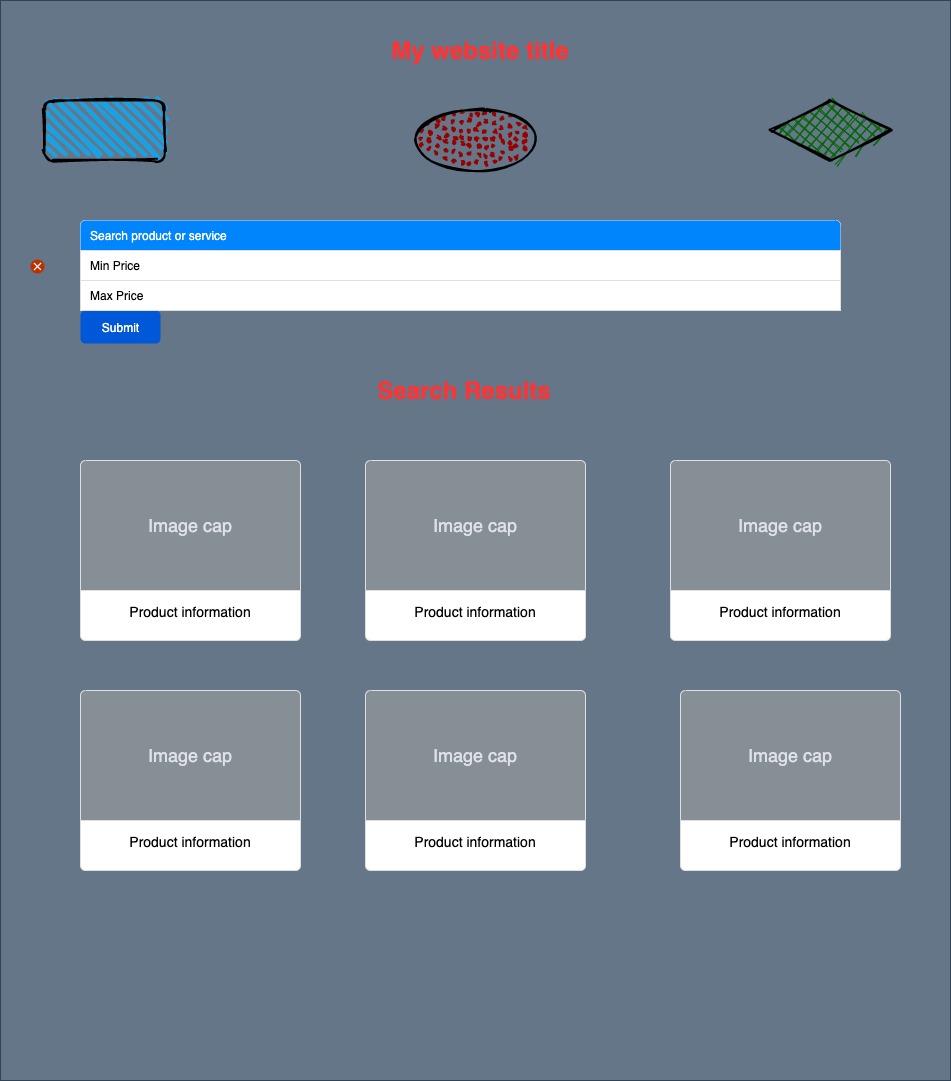 My website title
Search product or service
Min Price
Max Price
Submit
Search Results
Image cap
Image cap
Image cap
Product information
Product information
Product information
Image cap
Image cap
Image cap
Product information
Product information
Product information